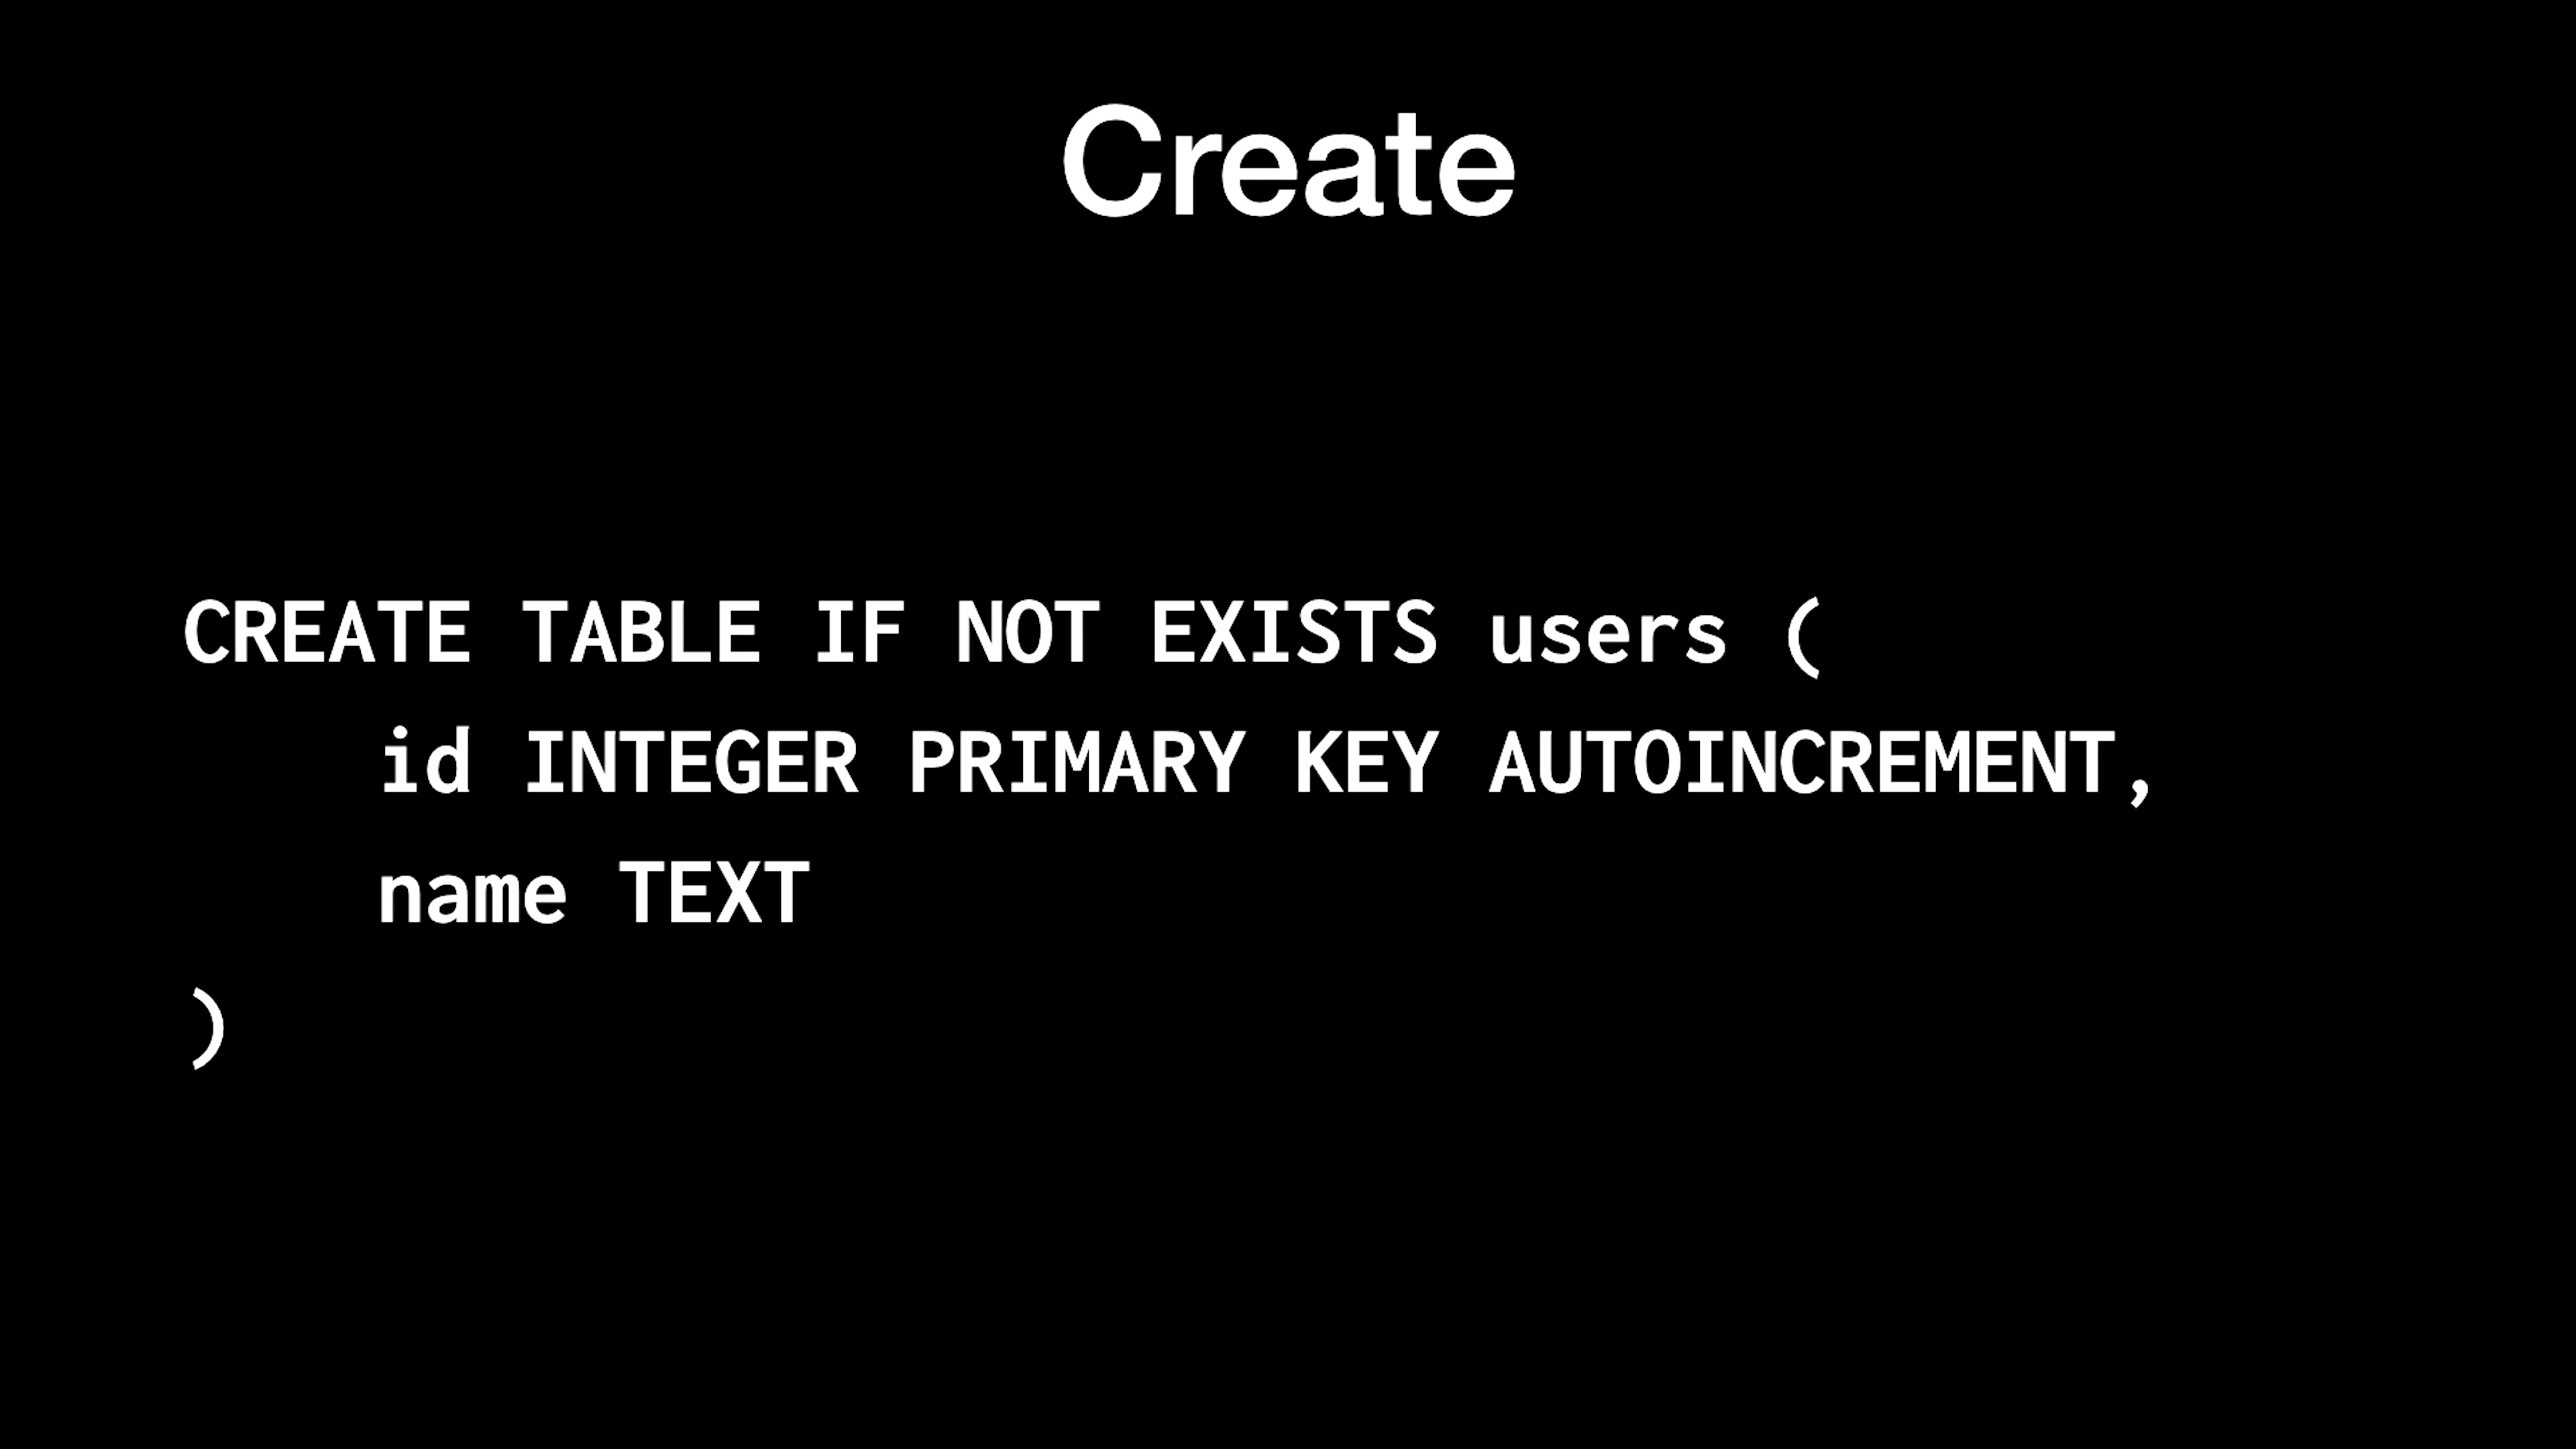 Create
CREATE TABLE IF NOT EXISTS users (
    id INTEGER PRIMARY KEY AUTOINCREMENT,
    name TEXT
)